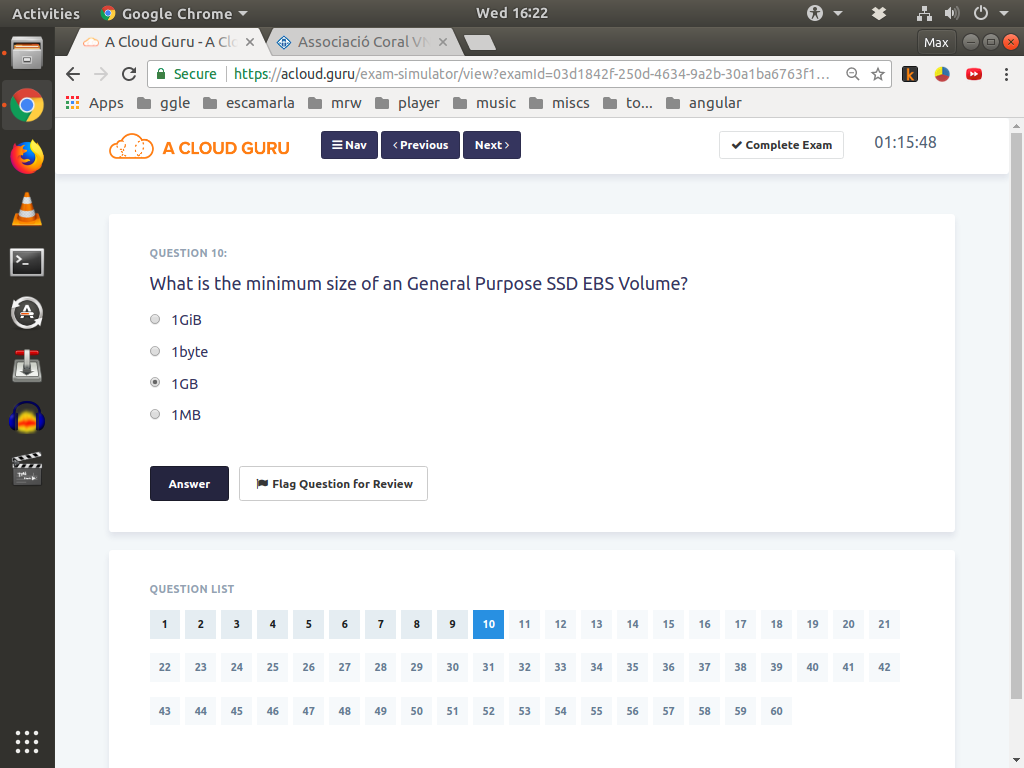 Activities Google Chrome Wed 16:22
A Cloud Guru - A Clo Associació Coral VN Max
Secure https://acloud.guru/exam-simulator/view?examId=03d1842f-250d-4634-9a2b-30a1ba6763f1...
Apps ggle escamarla mrw player music miscs to... angular
A CLOUD GURU Nav Previous Next Complete Exam 01:15:48
QUESTION 10:
What is the minimum size of an General Purpose SSD EBS Volume?
1GiB
1byte
1GB
1MB
Answer Flag Question for Review
QUESTION LIST
1 2 3 4 5 6 7 8 9 10 11 12 13 14 15 16 17 18 19 20 21
22 23 24 25 26 27 28 29 30 31 32 33 34 35 36 37 38 39 40 41 42
43 44 45 46 47 48 49 50 51 52 53 54 55 56 57 58 59 60